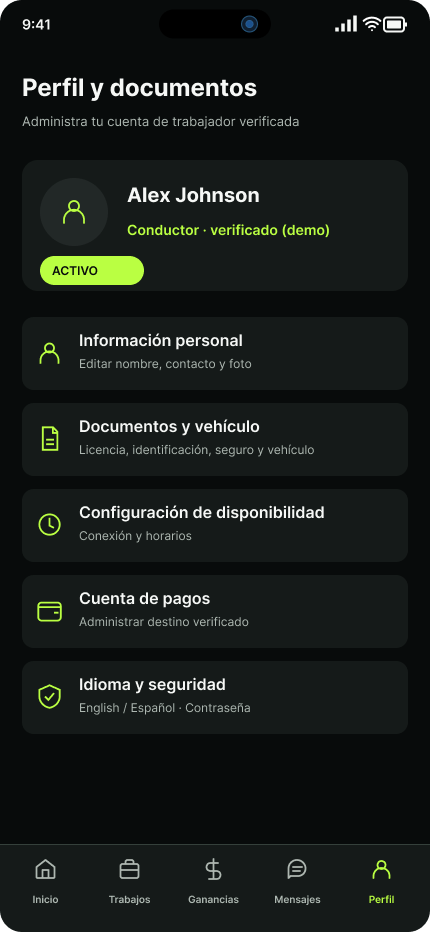 9:41
Perfil y documentos
Administra tu cuenta de trabajador verificada
Alex Johnson
Conductor · verificado (demo)
ACTIVO
Información personal
Editar nombre, contacto y foto
Documentos y vehículo
Licencia, identificación, seguro y vehículo
Configuración de disponibilidad
Conexión y horarios
Cuenta de pagos
Administrar destino verificado
Idioma y seguridad
English / Español · Contraseña
Inicio
Trabajos
Ganancias
Mensajes
Perfil